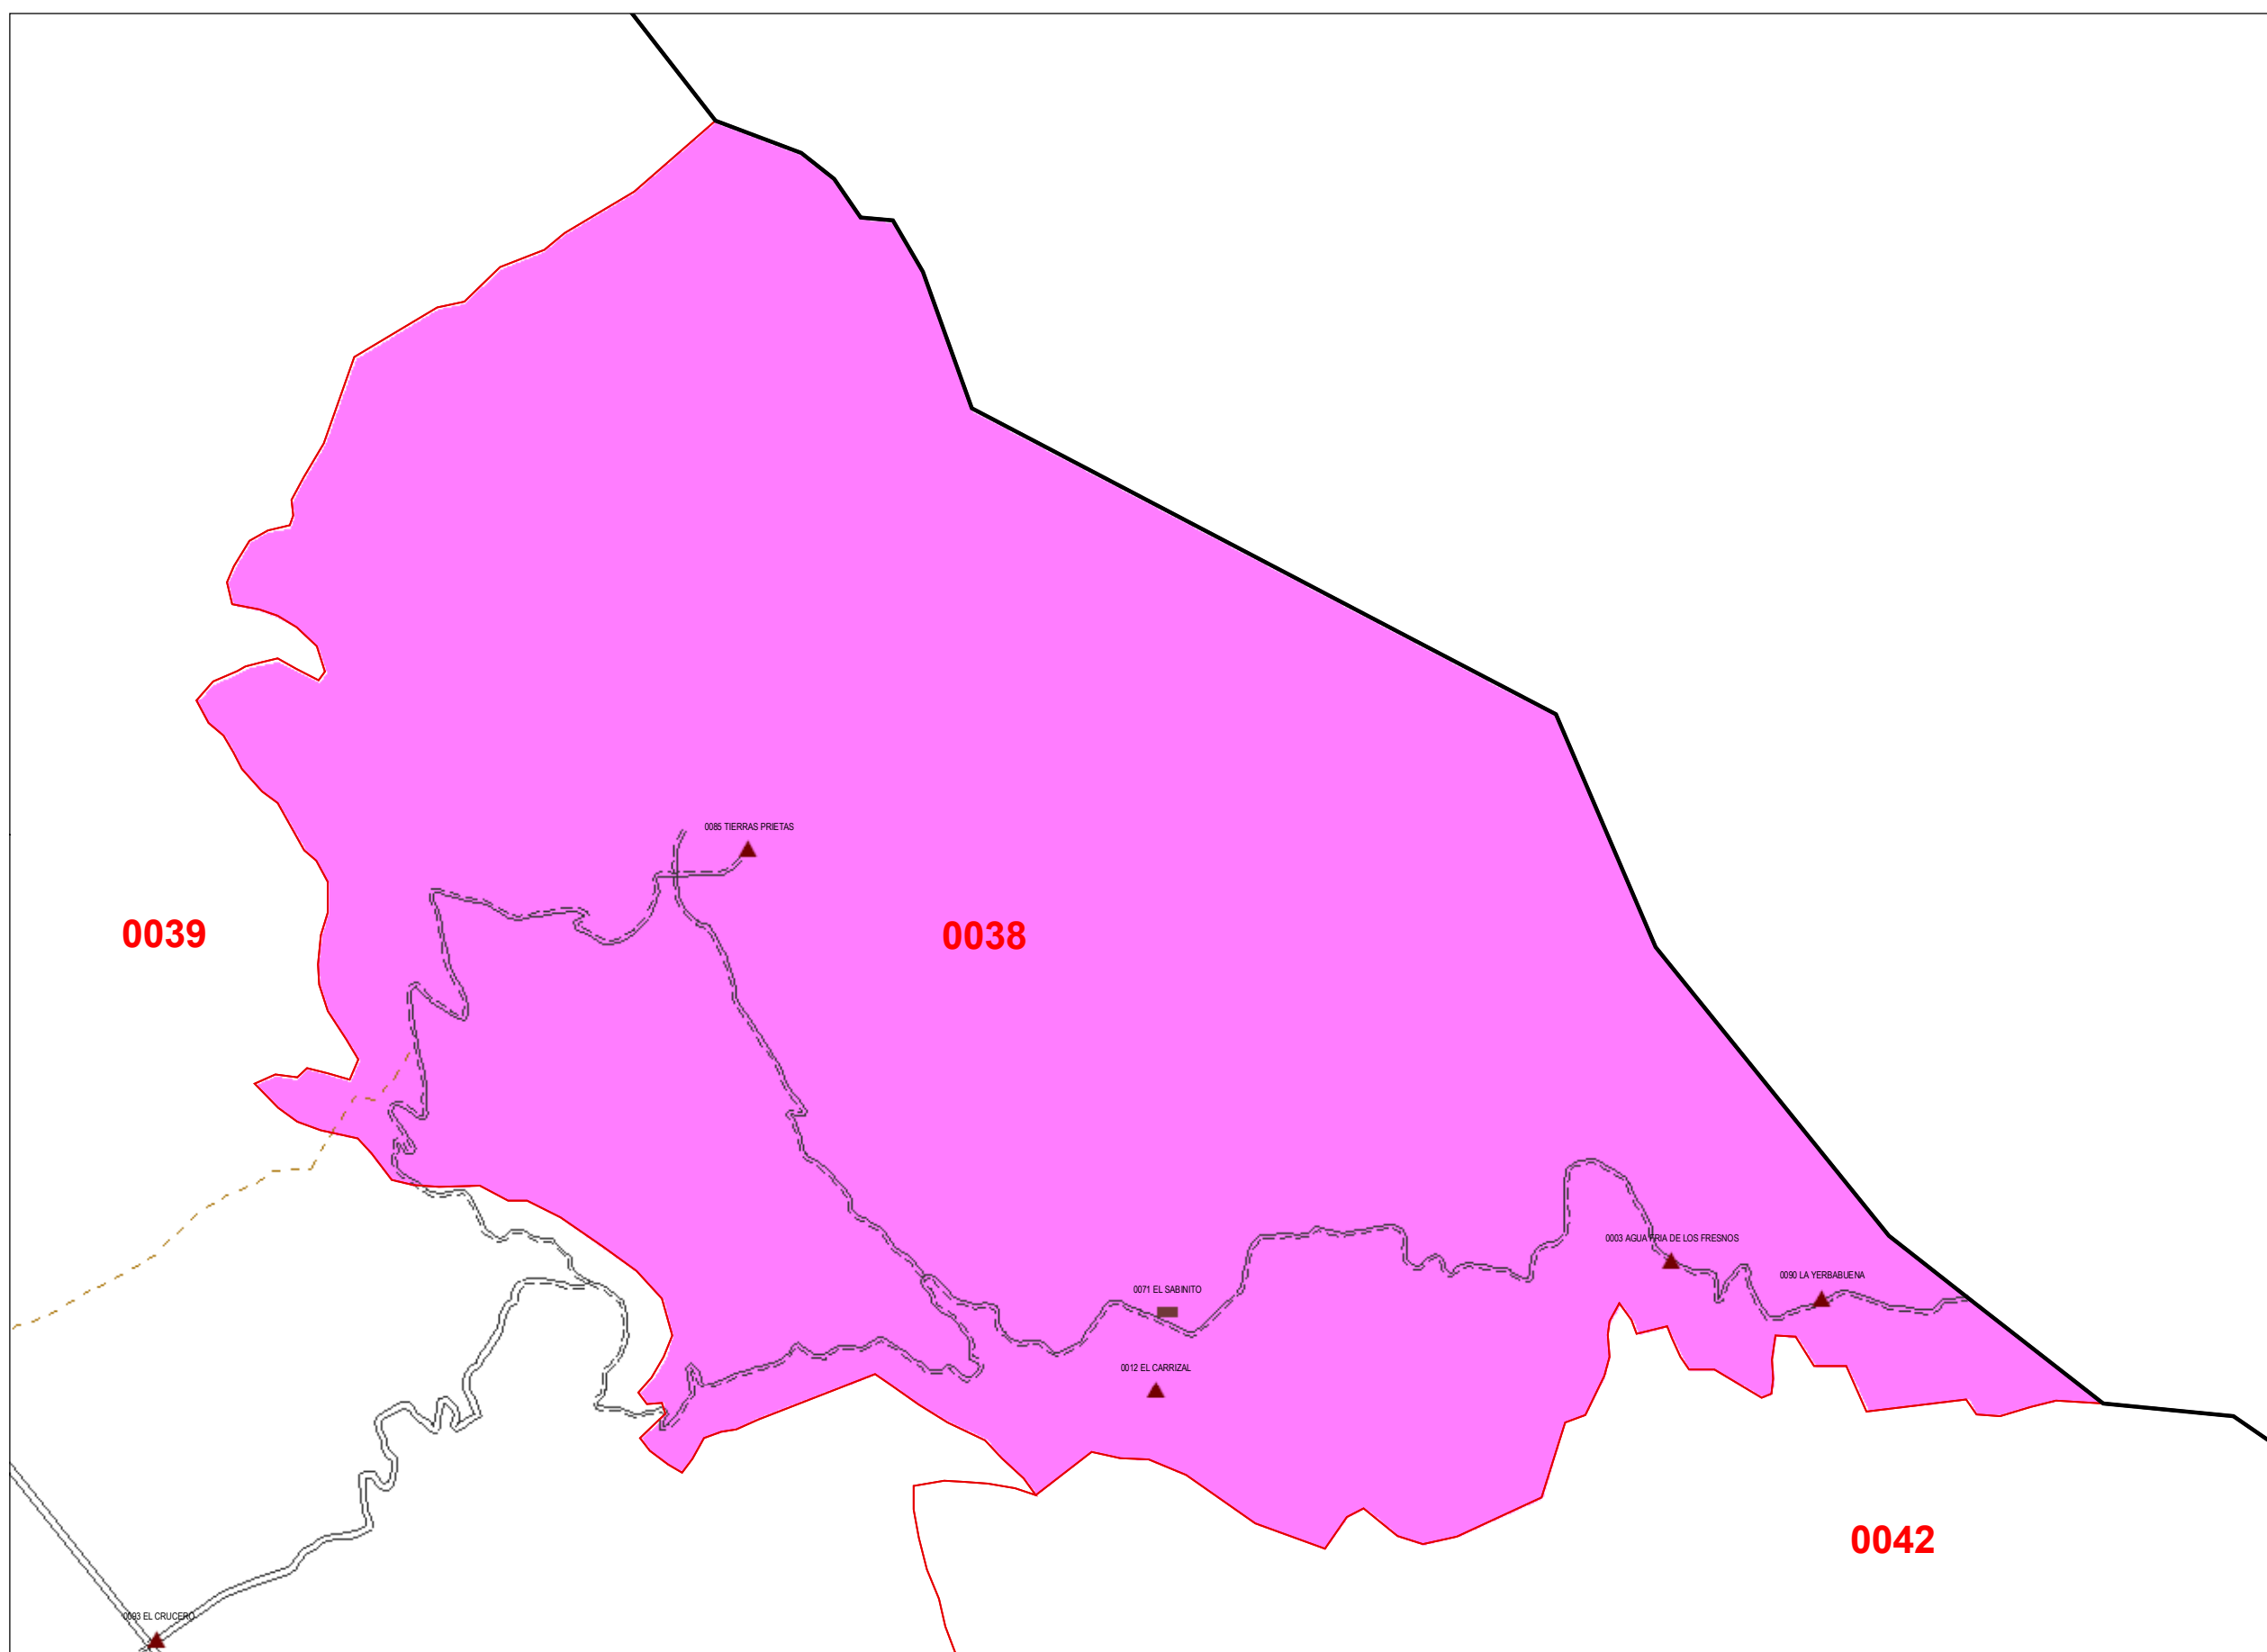 0085 TIERRAS PRIETAS
0039
0038
0003 AGUA FRIA DE LOS FRESNOS
0090 LA YERBABUENA
0071 EL SABINITO
0012 EL CARRIZAL
0042
0093 EL CRUCERO